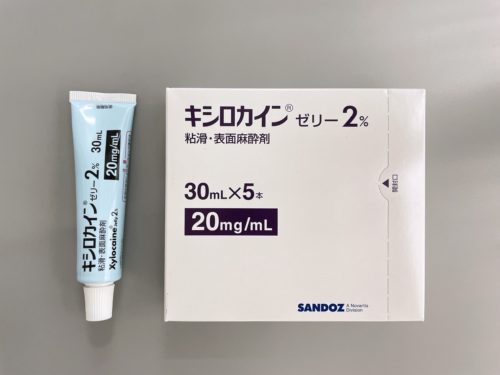 キシロカイン®ゼリー2% 30mL
粘滑・表面麻酔剤 20mg/mL
Xylocaine® Jelly 2%
キシロカイン®ゼリー2%
粘滑・表面麻酔剤
30mL×5本
20mg/mL
開封口
SANDOZ A Novartis
Division